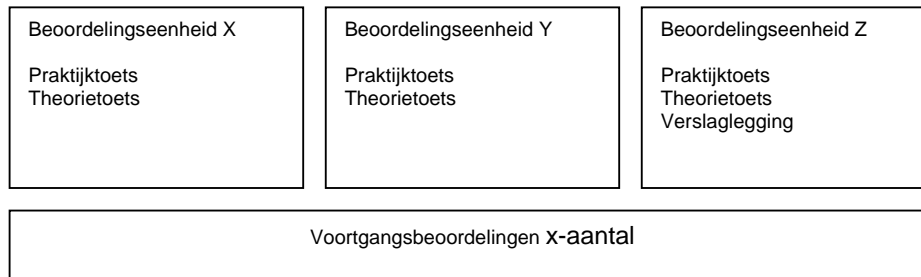 Beoordelingseenheid X
Praktijktoets
Theorietoets
Beoordelingseenheid Y
Praktijktoets
Theorietoets
Beoordelingseenheid Z
Praktijktoets
Theorietoets
Verslaglegging
Voortgangsbeoordelingen x-aantal